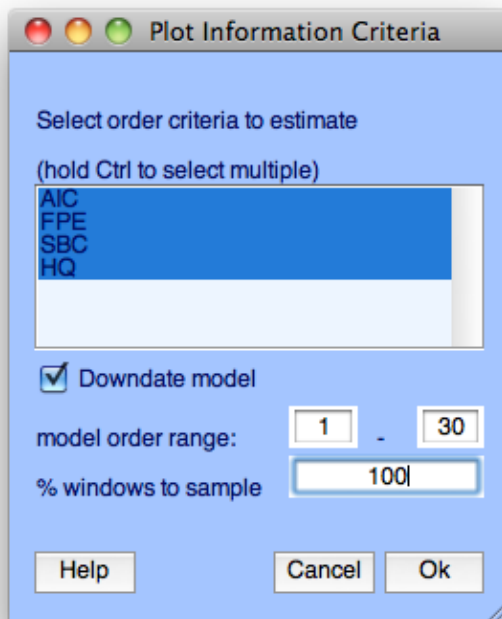 Plot Information Criteria
Select order criteria to estimate
(hold Ctrl to select multiple)
AIC
FPE
SBC
HQ
Downdate model
model order range: 1 - 30
% windows to sample 100
Help Cancel Ok